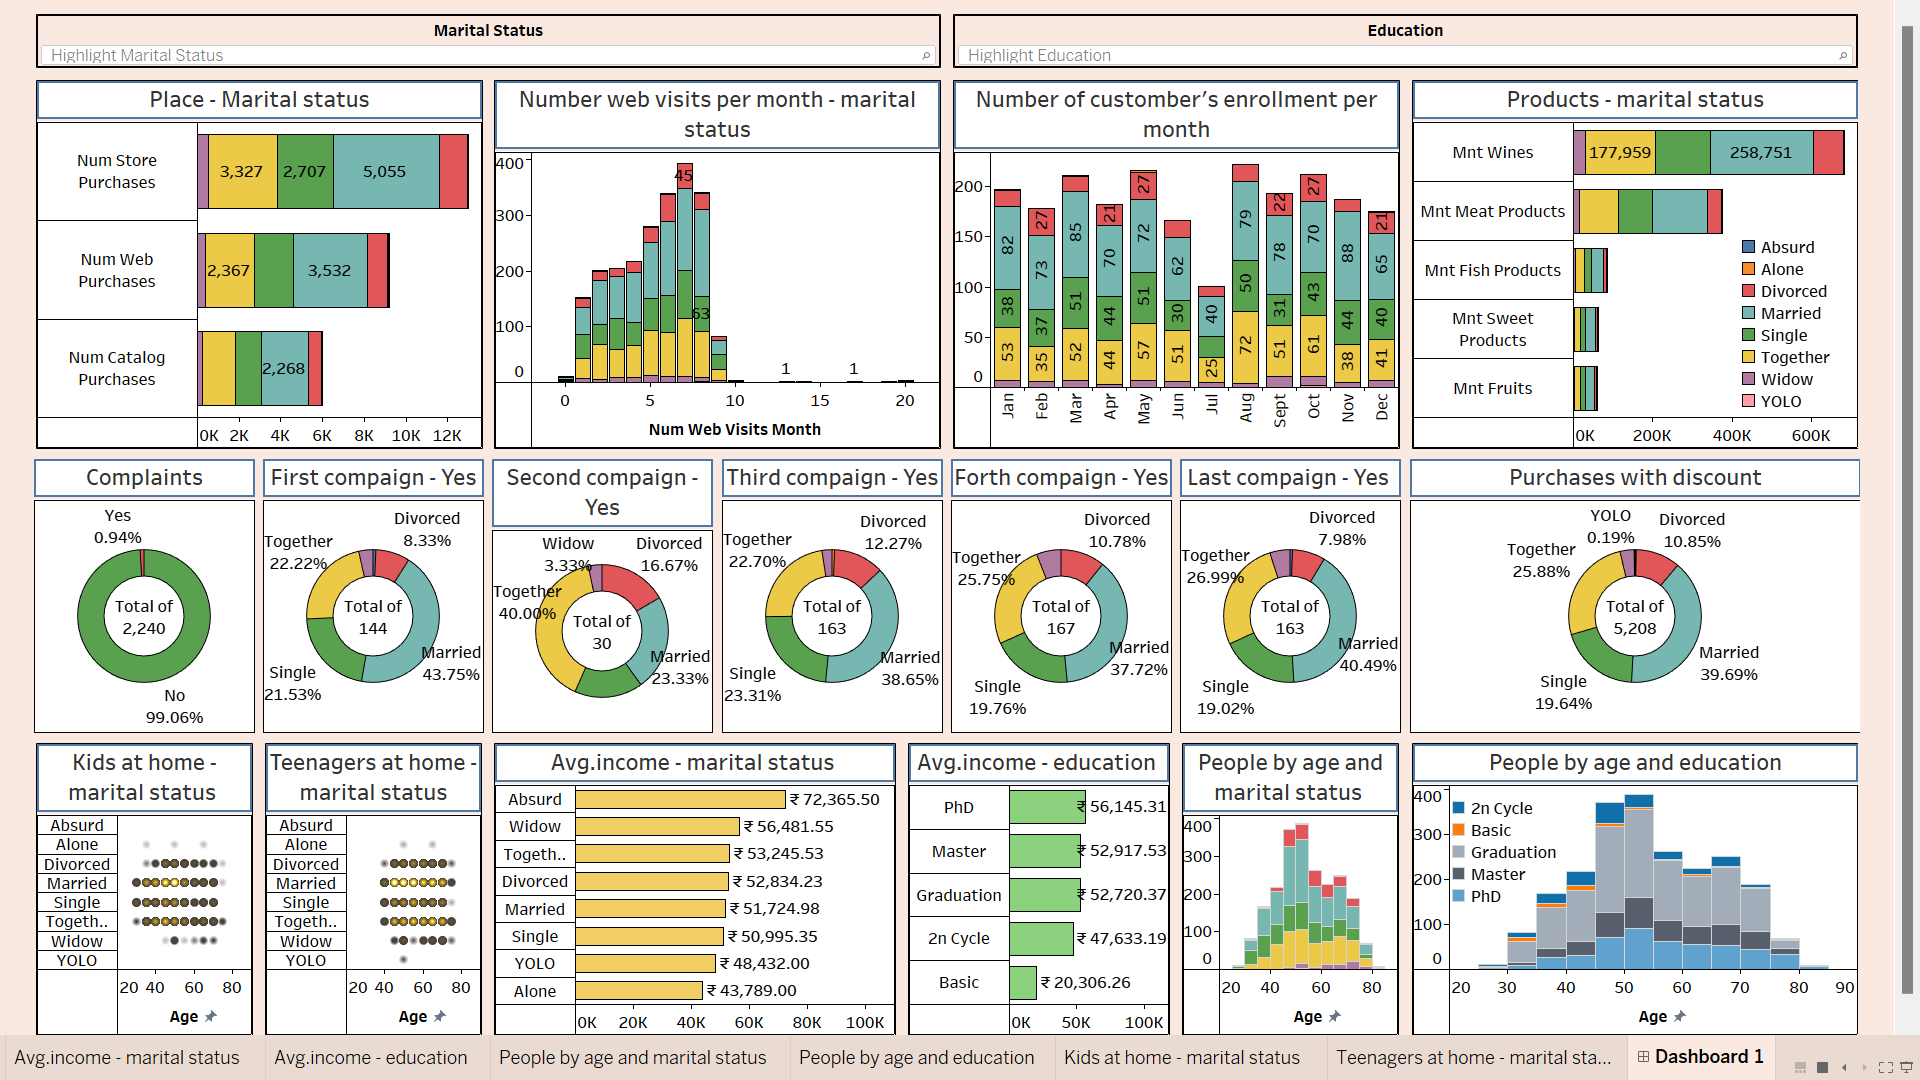 Marital Status
Highlight Marital Status
Education
Highlight Education
Place - Marital status
Num Store
Purchases
3,327
2,707
5,055
Num Web
Purchases
2,367
3,532
Num Catalog
Purchases
2,268
0K 2K 4K 6K 8K 10K 12K
Number web visits per month - marital
status
400
300
200
100
0
45
63
1
1
0 5 10 15 20
Num Web Visits Month
Number of custumber's enrollment per
month
200
150
100
50
0
82 38 53
27 73 37 35
85 51 52
21 70 44 44
27 72 51 57
62 30 51
40 25
79 50 72
22 78 31 51
27 70 43 61
88 44 38
21 65 40 41
Jan Feb Mar Apr May Jun Jul Aug Sept Oct Nov Dec
Products - marital status
Mnt Wines
177,959
258,751
Mnt Meat Products
Mnt Fish Products
Mnt Sweet
Products
Mnt Fruits
Absurd
Alone
Divorced
Married
Single
Together
Widow
YOLO
0K 200K 400K 600K
Complaints
Yes
0.94%
Total of
2,240
No
99.06%
First compaign - Yes
Divorced
8.33%
Together
22.22%
Total of
144
Married
43.75%
Single
21.53%
Second compaign -
Yes
Widow
3.33%
Divorced
16.67%
Together
40.00%
Total of
30
Married
23.33%
Third compaign - Yes
Divorced
12.27%
Together
22.70%
Total of
163
Married
38.65%
Single
23.31%
Forth compaign - Yes
Divorced
10.78%
Together
25.75%
Total of
167
Married
37.72%
Single
19.76%
Last compaign - Yes
Divorced
7.98%
Together
26.99%
Total of
163
Married
40.49%
Single
19.02%
Purchases with discount
YOLO
0.19%
Divorced
10.85%
Together
25.88%
Total of
5,208
Married
39.69%
Single
19.64%
Kids at home -
marital status
Absurd
Alone
Divorced
Married
Single
Togeth..
Widow
YOLO
20 40 60 80
Age
Teenagers at home -
marital status
Absurd
Alone
Divorced
Married
Single
Togeth..
Widow
YOLO
20 40 60 80
Age
Avg.income - marital status
Absurd ₹ 72,365.50
Widow ₹ 56,481.55
Togeth.. ₹ 53,245.53
Divorced ₹ 52,834.23
Married ₹ 51,724.98
Single ₹ 50,995.35
YOLO ₹ 48,432.00
Alone ₹ 43,789.00
0K 20K 40K 60K 80K 100K
Avg.income - education
PhD ₹ 56,145.31
Master ₹ 52,917.53
Graduation ₹ 52,720.37
2n Cycle ₹ 47,633.19
Basic ₹ 20,306.26
0K 50K 100K
People by age and
marital status
400
300
200
100
0
20 40 60 80
Age
People by age and education
400
300
200
100
0
2n Cycle
Basic
Graduation
Master
PhD
20 30 40 50 60 70 80 90
Age
Avg.income - marital status
Avg.income - education
People by age and marital status
People by age and education
Kids at home - marital status
Teenagers at home - marital sta...
Dashboard 1